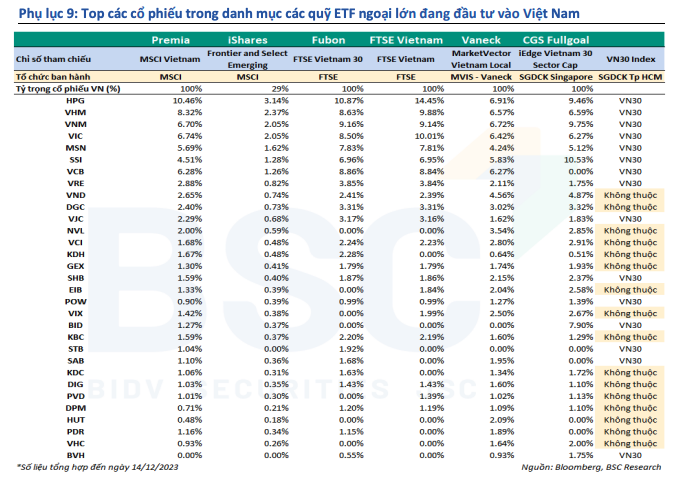 Phụ lục 9: Top các cổ phiếu trong danh mục các quỹ ETF ngoại lớn đang đầu tư vào Việt Nam
Premia iShares Fubon FTSE Vietnam Vaneck CGS Fullgoal
Chỉ số tham chiếu MSCI Vietnam Frontier and Select Emerging FTSE Vietnam 30 FTSE Vietnam MarketVector Vietnam Local iEdge Vietnam 30 Sector Cap VN30 Index
Tổ chức ban hành MSCI MSCI FTSE FTSE MVIS - Vaneck SGDCK Singapore SGDCK Tp HCM
Tỷ trọng cổ phiếu VN (%) 100% 29% 100% 100% 100% 100%
HPG 10.46% 3.14% 10.87% 14.45% 6.91% 9.46% VN30
VHM 8.32% 2.37% 8.63% 9.88% 6.57% 6.59% VN30
VNM 6.70% 2.05% 9.16% 9.14% 6.72% 9.75% VN30
VIC 6.74% 2.05% 8.50% 10.01% 6.42% 6.27% VN30
MSN 5.69% 1.62% 7.83% 7.81% 4.24% 5.12% VN30
SSI 4.51% 1.28% 6.96% 6.95% 5.83% 10.53% VN30
VCB 6.28% 1.26% 8.86% 8.84% 6.27% 0.00% VN30
VRE 2.88% 0.82% 3.85% 3.84% 2.11% 1.75% VN30
VND 2.65% 0.74% 2.41% 2.39% 4.56% 4.87% Không thuộc
DGC 2.40% 0.73% 3.31% 3.31% 3.02% 3.32% Không thuộc
VJC 2.29% 0.68% 3.17% 3.16% 1.62% 1.83% VN30
NVL 2.00% 0.59% 0.00% 0.00% 3.54% 2.85% Không thuộc
VCI 1.68% 0.48% 2.24% 2.23% 2.80% 2.91% Không thuộc
KDH 1.67% 0.48% 2.28% 0.00% 0.64% 0.51% Không thuộc
GEX 1.30% 0.41% 1.79% 1.79% 1.74% 1.93% Không thuộc
SHB 1.59% 0.40% 1.87% 1.86% 2.15% 2.37% VN30
EIB 1.33% 0.39% 0.00% 1.84% 2.04% 2.58% Không thuộc
POW 0.90% 0.39% 0.99% 0.99% 1.27% 1.39% VN30
VIX 1.42% 0.38% 0.00% 1.99% 2.50% 2.67% Không thuộc
BID 1.27% 0.37% 0.00% 0.00% 0.00% 7.90% VN30
KBC 1.59% 0.37% 2.20% 2.19% 1.60% 1.29% Không thuộc
STB 1.04% 0.00% 1.92% 0.00% 0.00% 0.00% VN30
SAB 1.10% 0.36% 1.68% 0.00% 1.95% 0.00% VN30
KDC 1.06% 0.31% 1.63% 0.00% 1.34% 1.72% Không thuộc
DIG 1.03% 0.35% 1.43% 1.43% 1.60% 1.10% Không thuộc
PVD 1.01% 0.30% 0.00% 1.39% 1.02% 1.13% Không thuộc
DPM 0.71% 0.21% 1.20% 1.19% 1.09% 1.10% Không thuộc
HUT 0.48% 0.18% 0.00% 0.00% 2.09% 0.00% Không thuộc
PDR 1.16% 0.34% 1.15% 0.00% 1.89% 0.00% Không thuộc
VHC 0.93% 0.26% 0.00% 0.00% 1.64% 2.00% Không thuộc
BVH 0.00% 0.00% 0.55% 0.00% 0.93% 1.75% VN30
*Số liệu tổng hợp đến ngày 14/12/2023 Nguồn: Bloomberg, BSC Research
BSC
BIDV SECURITIES JSC